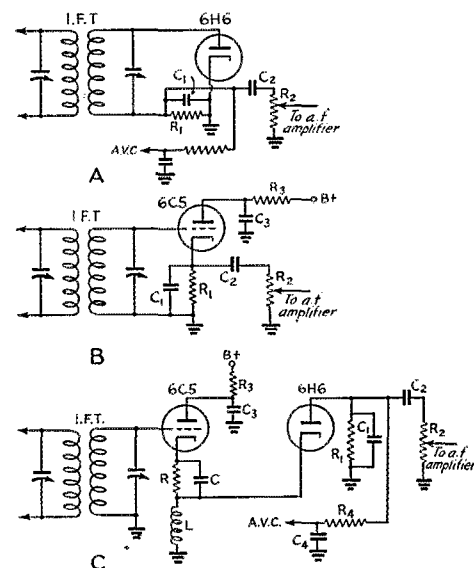 I.F.T
6H6
C1
C2
R2
R1
To a.f
amplifier
A.V.C
A
R3
B+
6C5
I.F.T
C3
C1
R1
C2
R2
To a.f
amplifier
B
B+
R3
6C5
6H6
C3
C2
I.F.T.
R
C
R1
C1
R2
To a.f
amplifier
L
A.V.C.
R4
C4
C